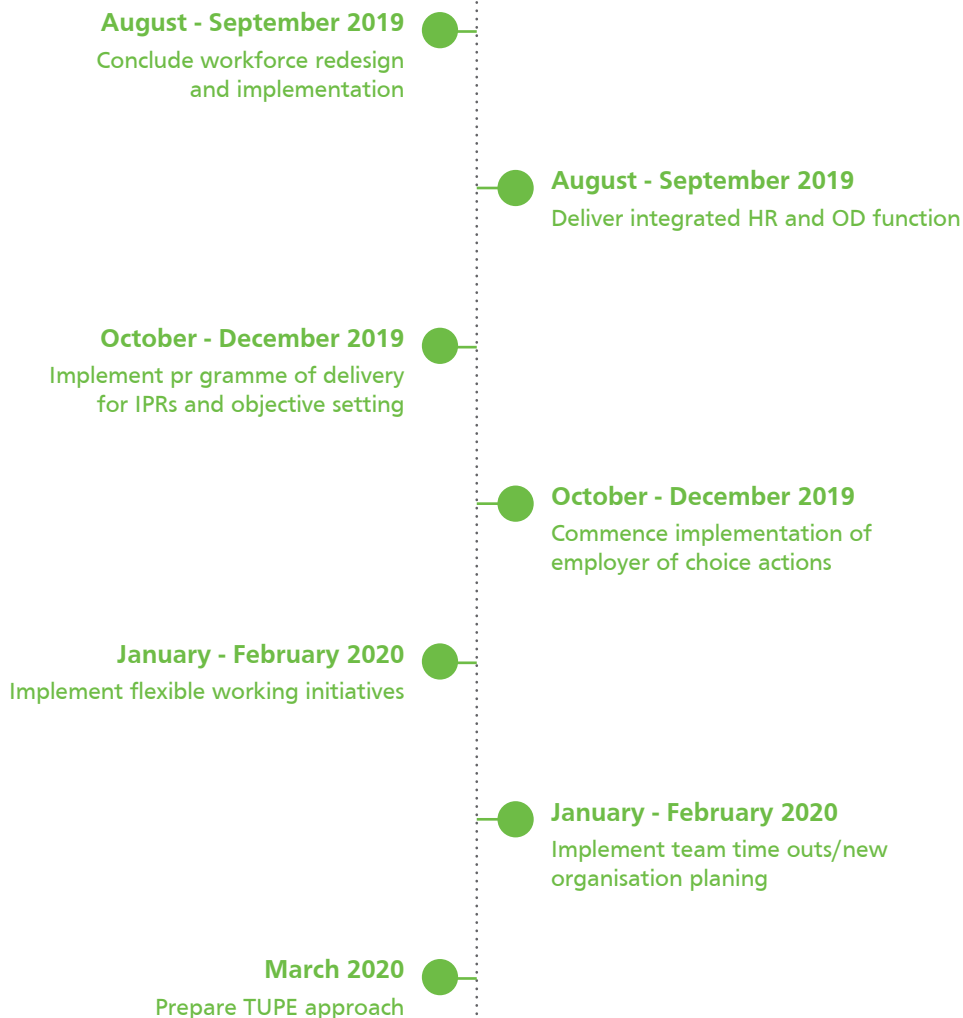 August - September 2019
Conclude workforce redesign
and implementation
August - September 2019
Deliver integrated HR and OD function
October - December 2019
Implement pr gramme of delivery
for IPRs and objective setting
October - December 2019
Commence implementation of
employer of choice actions
January - February 2020
Implement flexible working initiatives
January - February 2020
Implement team time outs/new
organisation planing
March 2020
Prepare TUPE approach